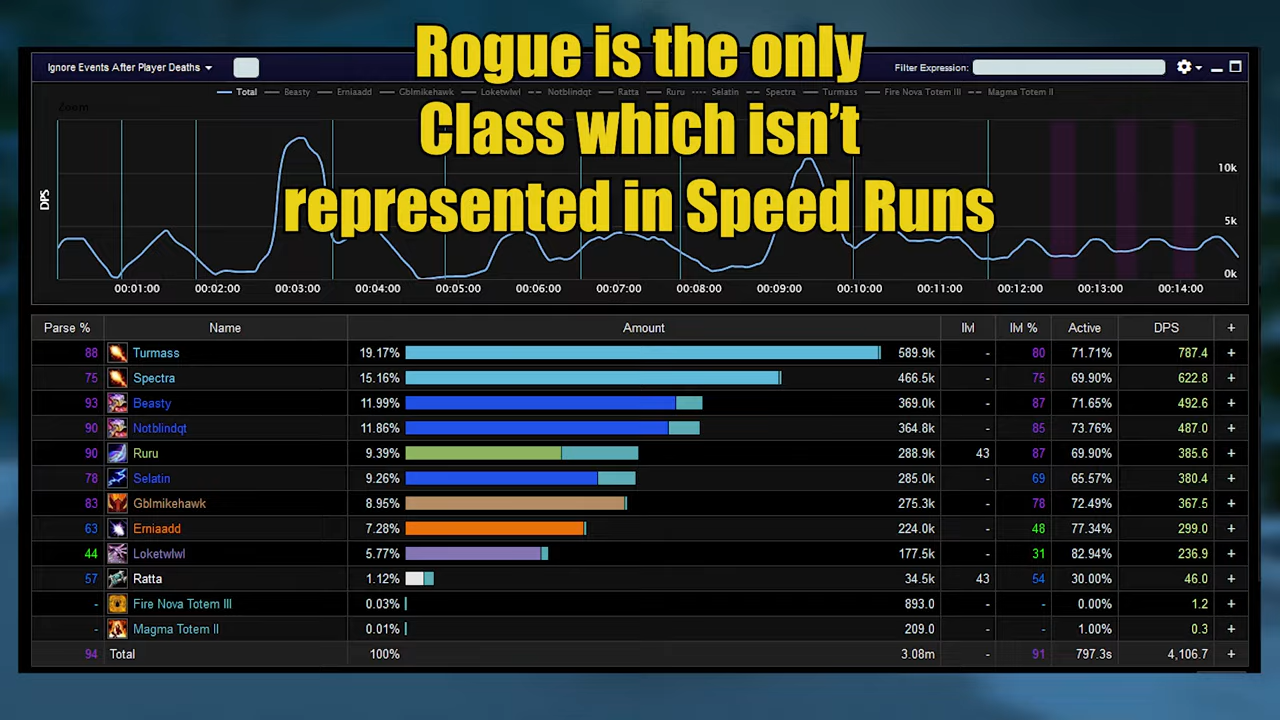 Rogue is the only
Class which isn't
represented in Speed Runs
Ignore Events After Player Deaths
Filter Expression:
Total Beasty Erniaadd Gblmikehawk Loketwlwl Notblindqt Ratta Ruru Selatin Spectra Turmass Fire Nova Totem III Magma Totem II
Zoom
DPS
10k
5k
0k
00:01:00 00:02:00 00:03:00 00:04:00 00:05:00 00:06:00 00:07:00 00:08:00 00:09:00 00:10:00 00:11:00 00:12:00 00:13:00 00:14:00
Parse % Name Amount IM IM % Active DPS +
88 Turmass 19.17% 589.9k - 80 71.71% 787.4 +
75 Spectra 15.16% 466.5k - 75 69.90% 622.8 +
93 Beasty 11.99% 369.0k - 87 71.65% 492.6 +
90 Notblindqt 11.86% 364.8k - 85 73.76% 487.0 +
90 Ruru 9.39% 288.9k 43 87 69.90% 385.6 +
78 Selatin 9.26% 285.0k - 69 65.57% 380.4 +
83 Gblmikehawk 8.95% 275.3k - 78 72.49% 367.5 +
63 Erniaadd 7.28% 224.0k - 48 77.34% 299.0 +
44 Loketwlwl 5.77% 177.5k - 31 82.94% 236.9 +
57 Ratta 1.12% 34.5k 43 54 30.00% 46.0 +
- Fire Nova Totem III 0.03% 893.0 - - 0.00% 1.2 +
- Magma Totem II 0.01% 209.0 - - 1.00% 0.3 +
94 Total 100% 3.08m - 91 797.3s 4,106.7 +